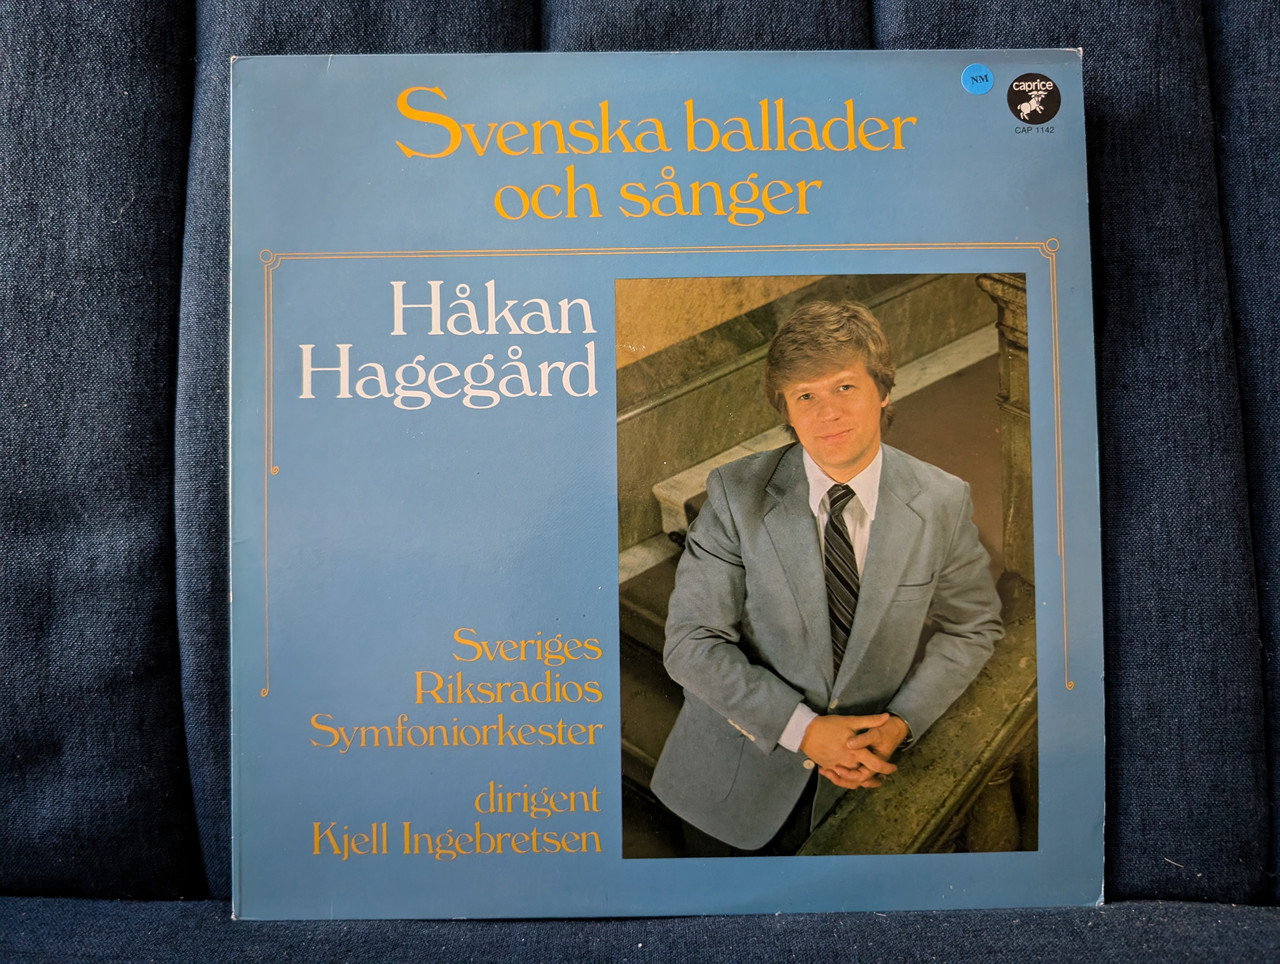 NM
caprice
CAP 1142
Svenska ballader
och sånger
Håkan
Hagegård
Sveriges
Riksradios
Symfoniorkester
dirigent
Kjell Ingebretsen